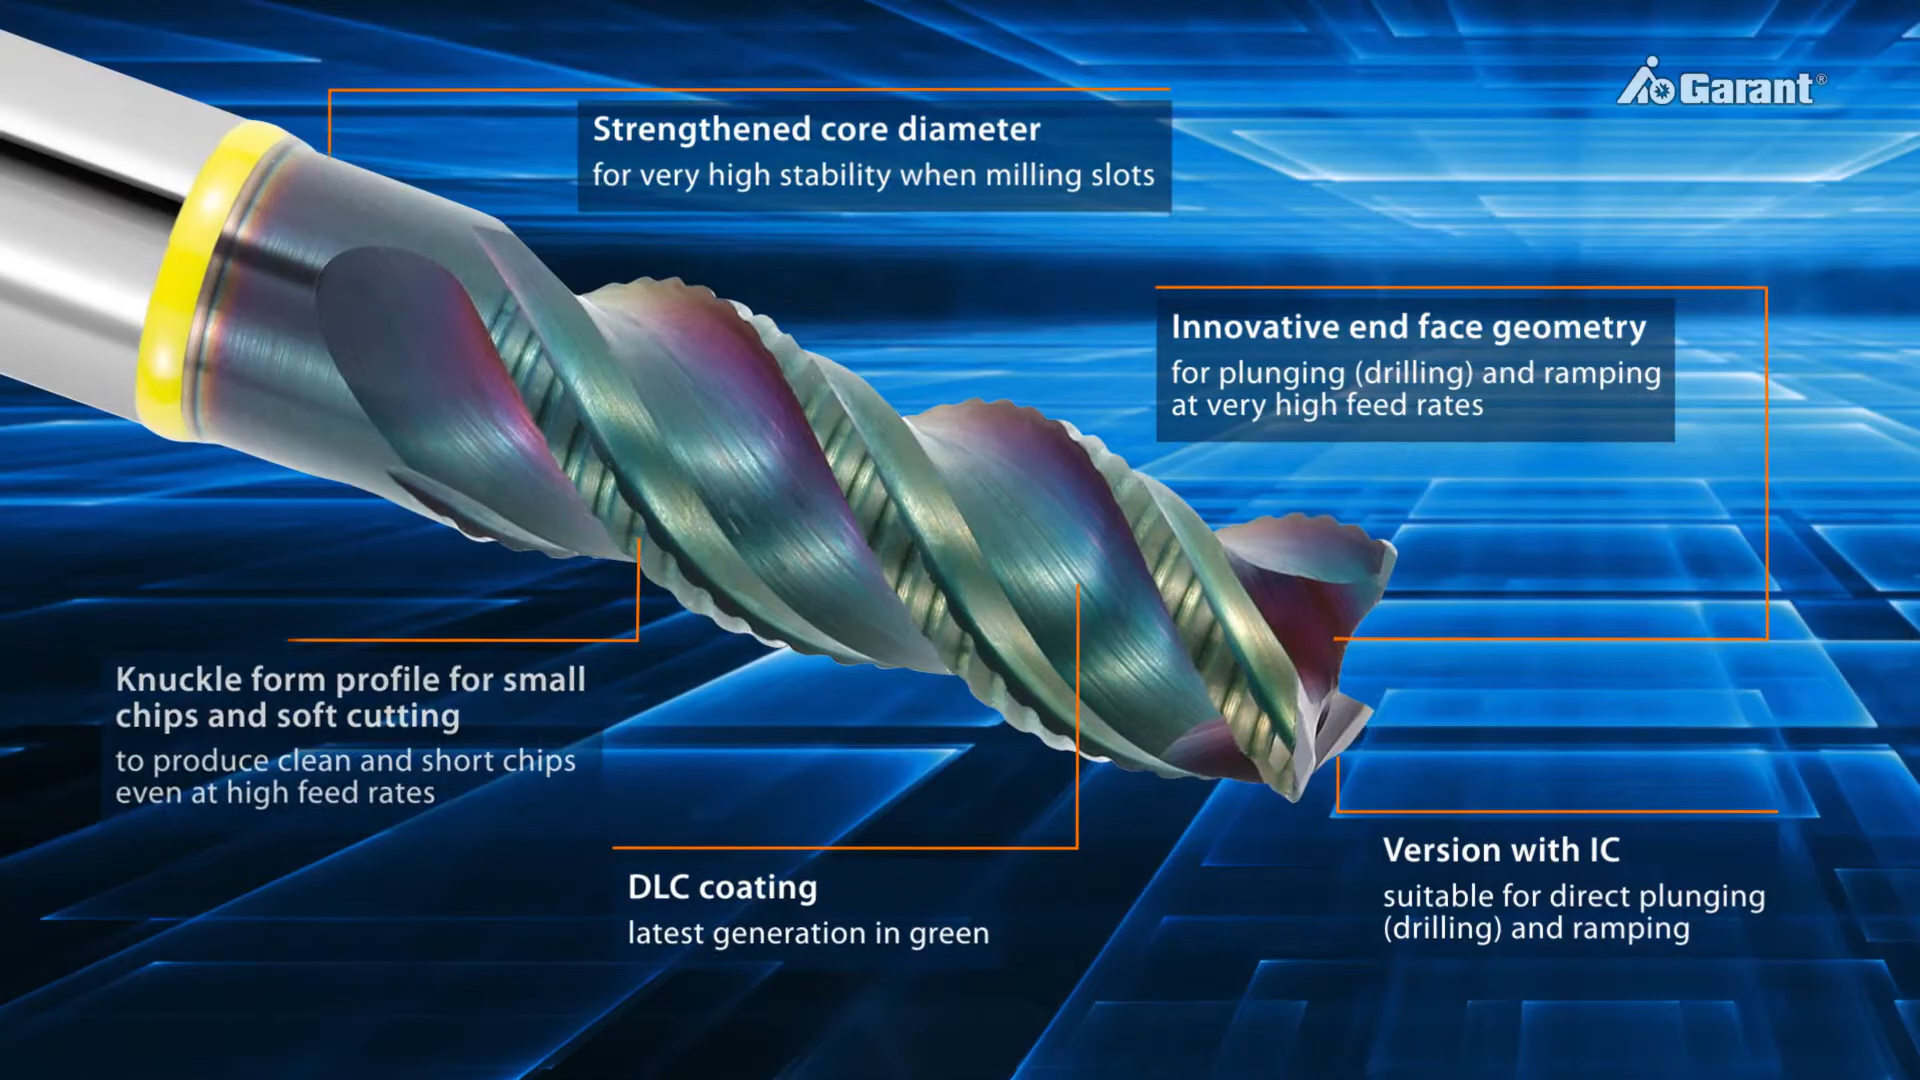 Garant®
Strengthened core diameter
for very high stability when milling slots
Innovative end face geometry
for plunging (drilling) and ramping
at very high feed rates
Knuckle form profile for small
chips and soft cutting
to produce clean and short chips
even at high feed rates
DLC coating
latest generation in green
Version with IC
suitable for direct plunging
(drilling) and ramping